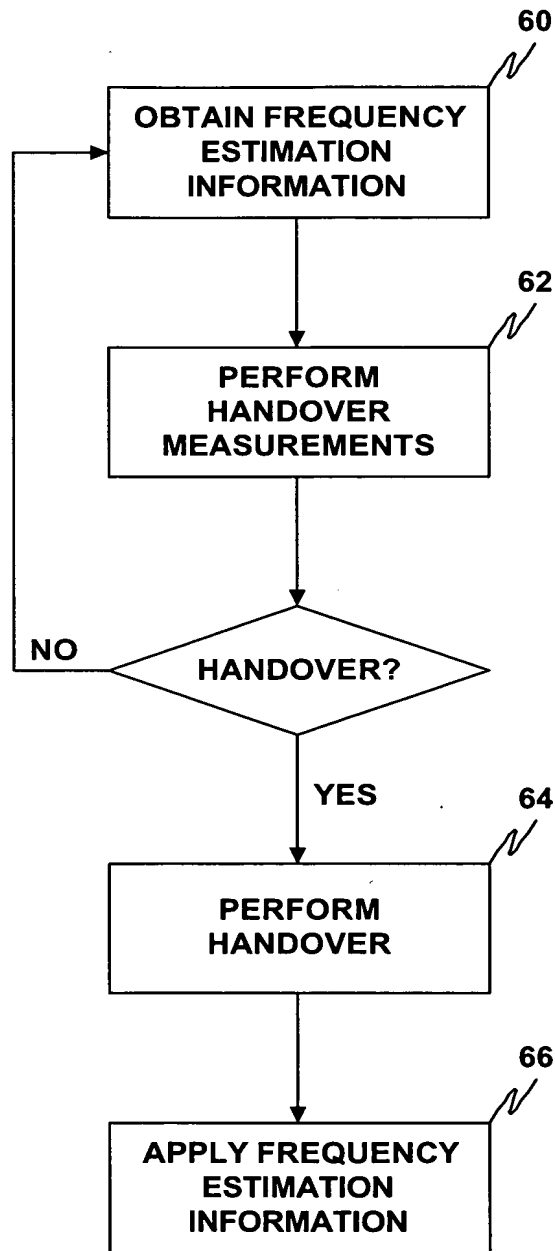 60
OBTAIN FREQUENCY
ESTIMATION
INFORMATION
62
PERFORM
HANDOVER
MEASUREMENTS
NO
HANDOVER?
YES
64
PERFORM
HANDOVER
66
APPLY FREQUENCY
ESTIMATION
INFORMATION